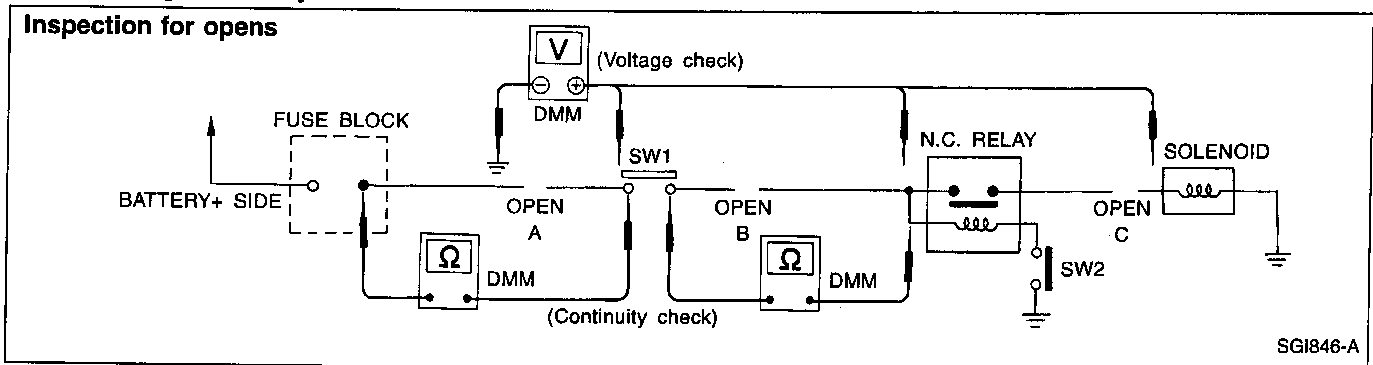 Inspection for opens
V
(Voltage check)
− +
DMM
FUSE BLOCK
N.C. RELAY
SW1
SOLENOID
BATTERY+ SIDE
OPEN
A
OPEN
B
OPEN
C
Ω
DMM
Ω
DMM
SW2
(Continuity check)
SGI846-A